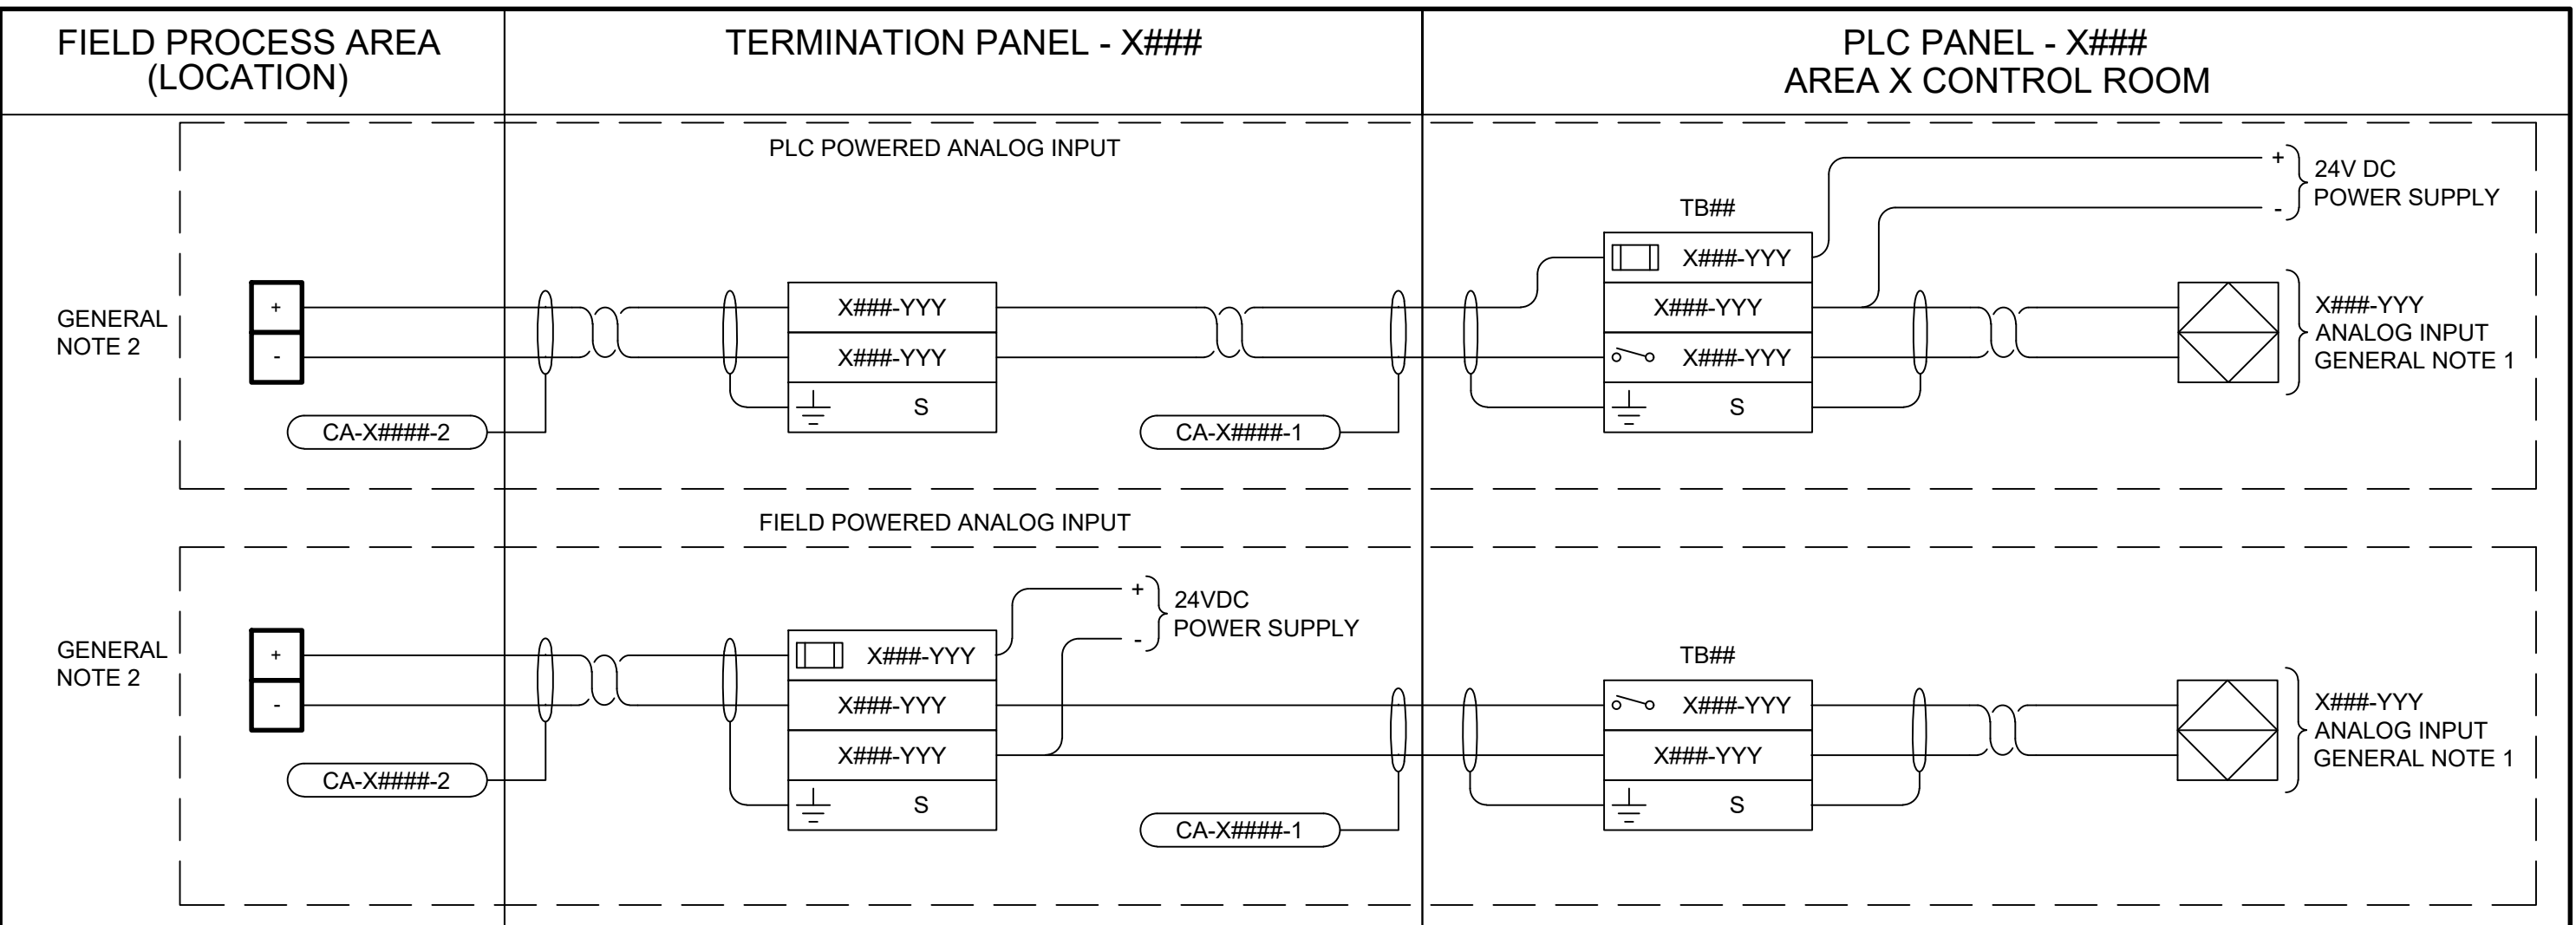 FIELD PROCESS AREA
(LOCATION)
TERMINATION PANEL - X###
PLC PANEL - X###
AREA X CONTROL ROOM
PLC POWERED ANALOG INPUT
+
24V DC
POWER SUPPLY
-
TB##
X###-YYY
GENERAL
NOTE 2
+
-
X###-YYY
X###-YYY
S
X###-YYY
X###-YYY
S
X###-YYY
ANALOG INPUT
GENERAL NOTE 1
CA-X####-2
CA-X####-1
FIELD POWERED ANALOG INPUT
+
24VDC
POWER SUPPLY
-
GENERAL
NOTE 2
+
-
X###-YYY
X###-YYY
X###-YYY
S
TB##
X###-YYY
X###-YYY
S
X###-YYY
ANALOG INPUT
GENERAL NOTE 1
CA-X####-2
CA-X####-1